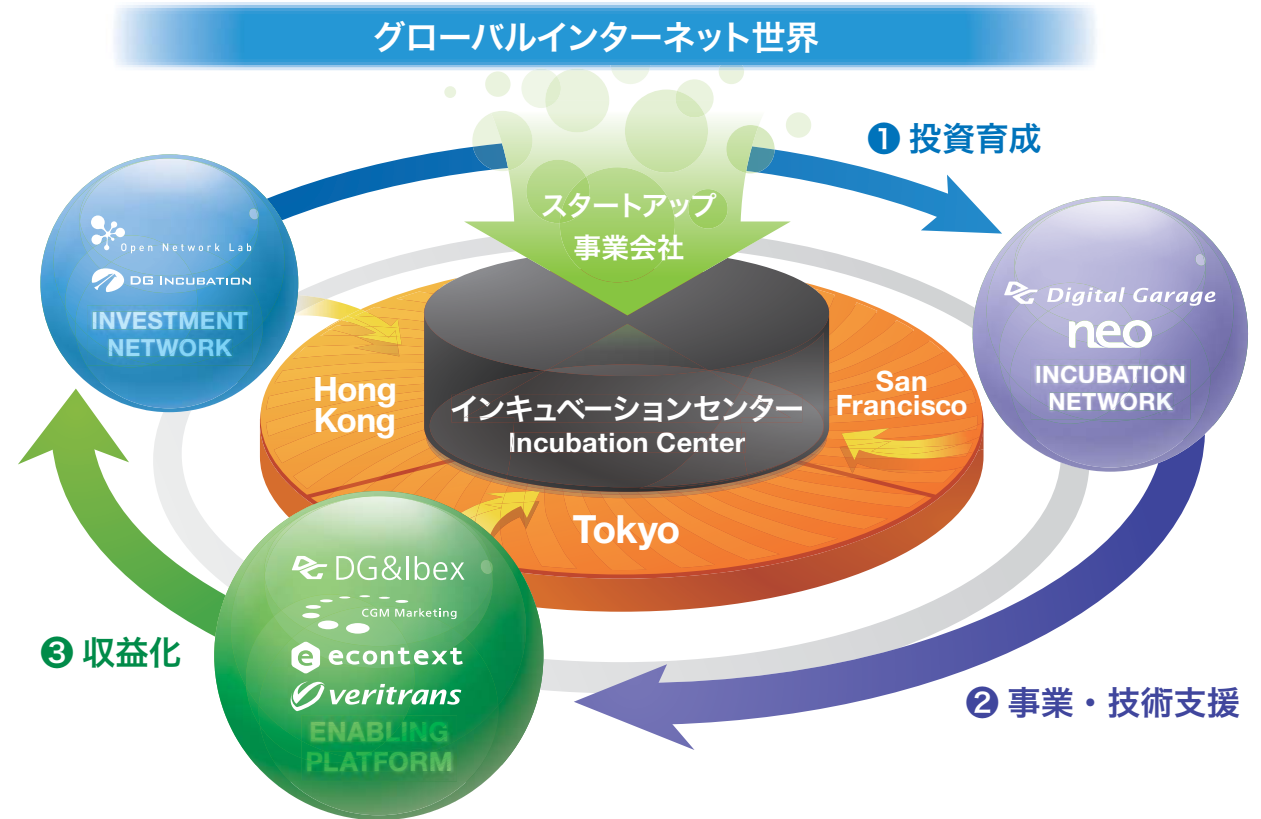 グローバルインターネット世界
❶ 投資育成
スタートアップ
事業会社
Open Network Lab
DG INCUBATION
INVESTMENT
NETWORK
Digital Garage
neo
INCUBATION
NETWORK
Hong
Kong
San
Francisco
インキュベーションセンター
Incubation Center
Tokyo
DG&Ibex
CGM Marketing
econtext
veritrans
ENABLING
PLATFORM
❸ 収益化
❷ 事業・技術支援